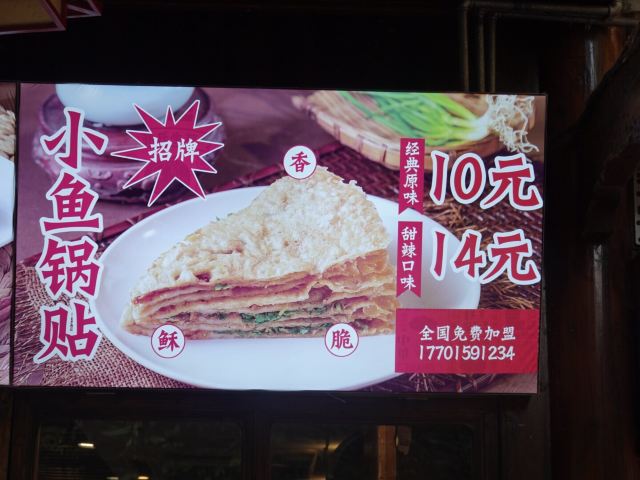 小鱼锅贴
招牌
香
酥
脆
经典原味
10元
甜辣口味
14元
全国免费加盟
17701591234